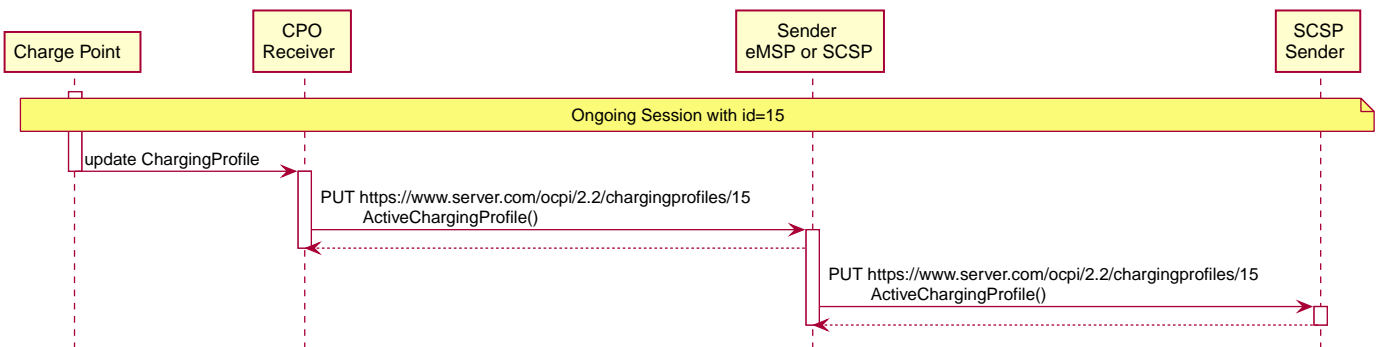 Charge Point
CPO
Receiver
Sender
eMSP or SCSP
SCSP
Sender
Ongoing Session with id=15
update ChargingProfile
PUT https://www.server.com/ocpi/2.2/chargingprofiles/15
ActiveChargingProfile()
PUT https://www.server.com/ocpi/2.2/chargingprofiles/15
ActiveChargingProfile()